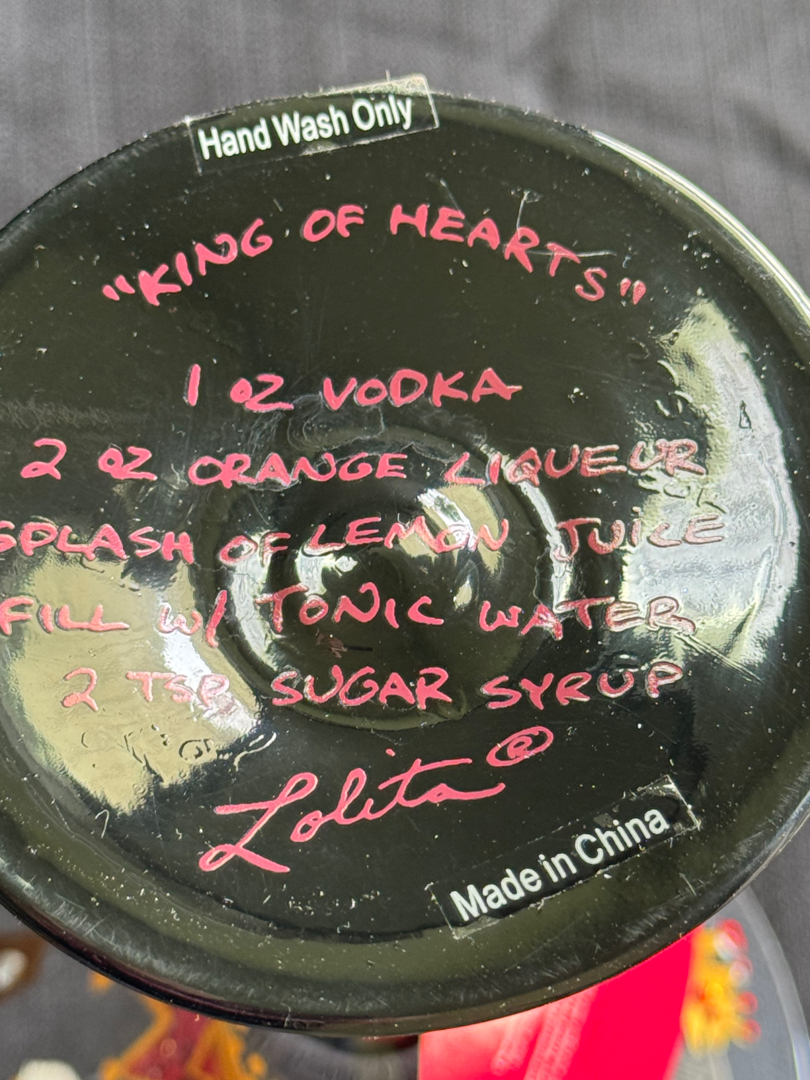 Hand Wash Only
"KING OF HEARTS"
1 oz VODKA
2 oz ORANGE LIQUEUR
SPLASH OF LEMON JUICE
FILL W/ TONIC WATER
2 TSP SUGAR SYRUP
Lolita®
Made in China